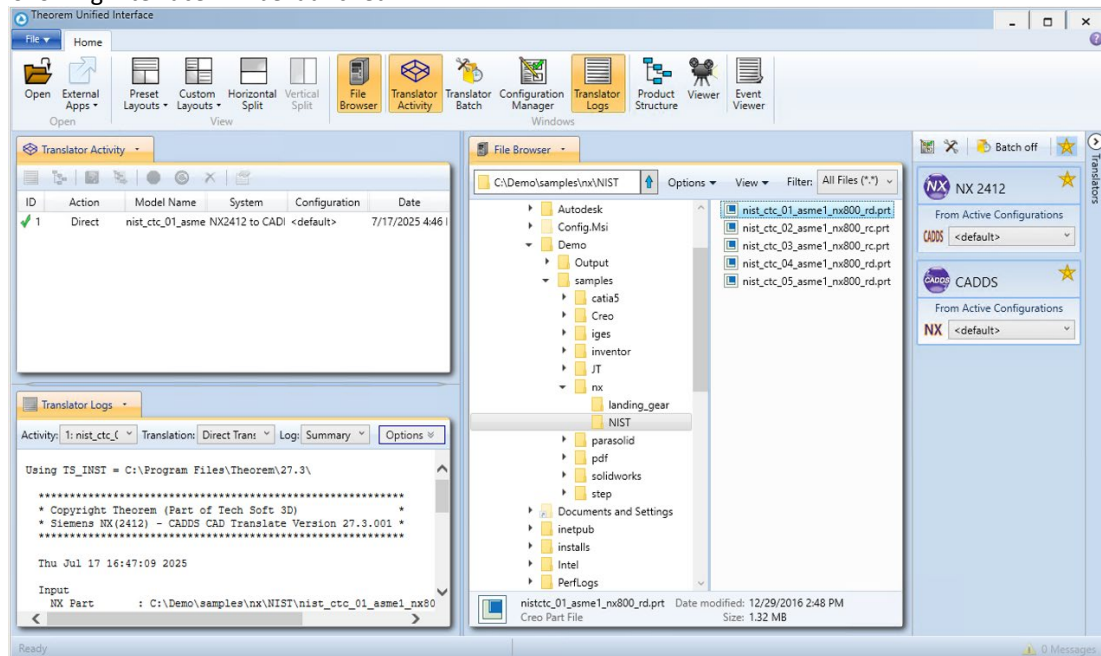 Theorem Unified Interface
File
Home
Open
External Apps
Preset Layouts
Custom Layouts
Horizontal Split
Vertical Split
File Browser
Translator Activity
Translator Batch
Configuration Manager
Translator Logs
Product Structure
Viewer
Event Viewer
Open
View
Windows
Translator Activity
ID Action Model Name System Configuration Date
1 Direct nist_ctc_01_asme NX2412 to CADI <default> 7/17/2025 4:46
Translator Logs
Activity: 1: nist_ctc_( Translation: Direct Trans Log: Summary Options
Using TS_INST = C:\Program Files\Theorem\27.3\
************************************************************
* Copyright Theorem (Part of Tech Soft 3D) *
* Siemens NX(2412) - CADDS CAD Translate Version 27.3.001 *
************************************************************
Thu Jul 17 16:47:09 2025
Input
NX Part : C:\Demo\samples\nx\NIST\nist_ctc_01_asme1_nx80
File Browser
C:\Demo\samples\nx\NIST Options View Filter: All Files (*.*)
Autodesk
Config.Msi
Demo
Output
samples
catia5
Creo
iges
inventor
JT
nx
landing_gear
NIST
parasolid
pdf
solidworks
step
Documents and Settings
inetpub
installs
Intel
PerfLogs
nist_ctc_01_asme1_nx800_rd.prt
nist_ctc_02_asme1_nx800_rc.prt
nist_ctc_03_asme1_nx800_rc.prt
nist_ctc_04_asme1_nx800_rd.prt
nist_ctc_05_asme1_nx800_rd.prt
nistctc_01_asme1_nx800_rd.prt Date modified: 12/29/2016 2:48 PM
Creo Part File Size: 1.32 MB
Batch off
Translators
NX NX 2412
From Active Configurations
CADDS <default>
CADDS CADDS
From Active Configurations
NX <default>
Ready
0 Messages